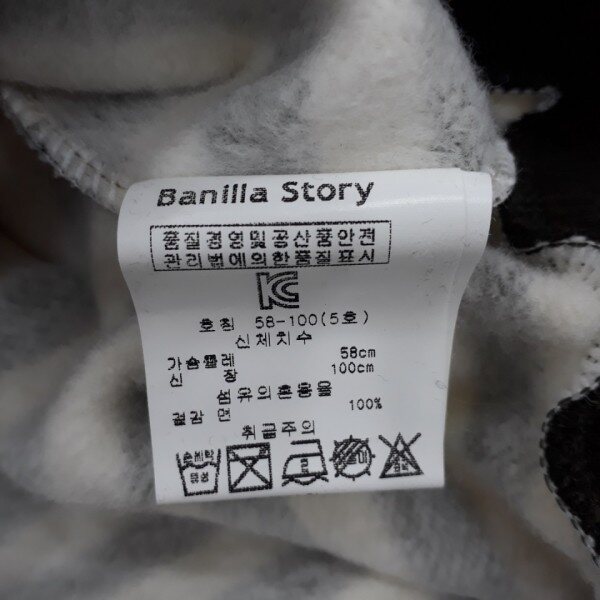 Banilla Story
품질경영및공산품안전
관리법에의한품질표시
호칭 58-100(5호)
신체치수
가슴둘레 58cm
신 장 100cm
섬유의혼용율
겉감 면 100%
취급주의